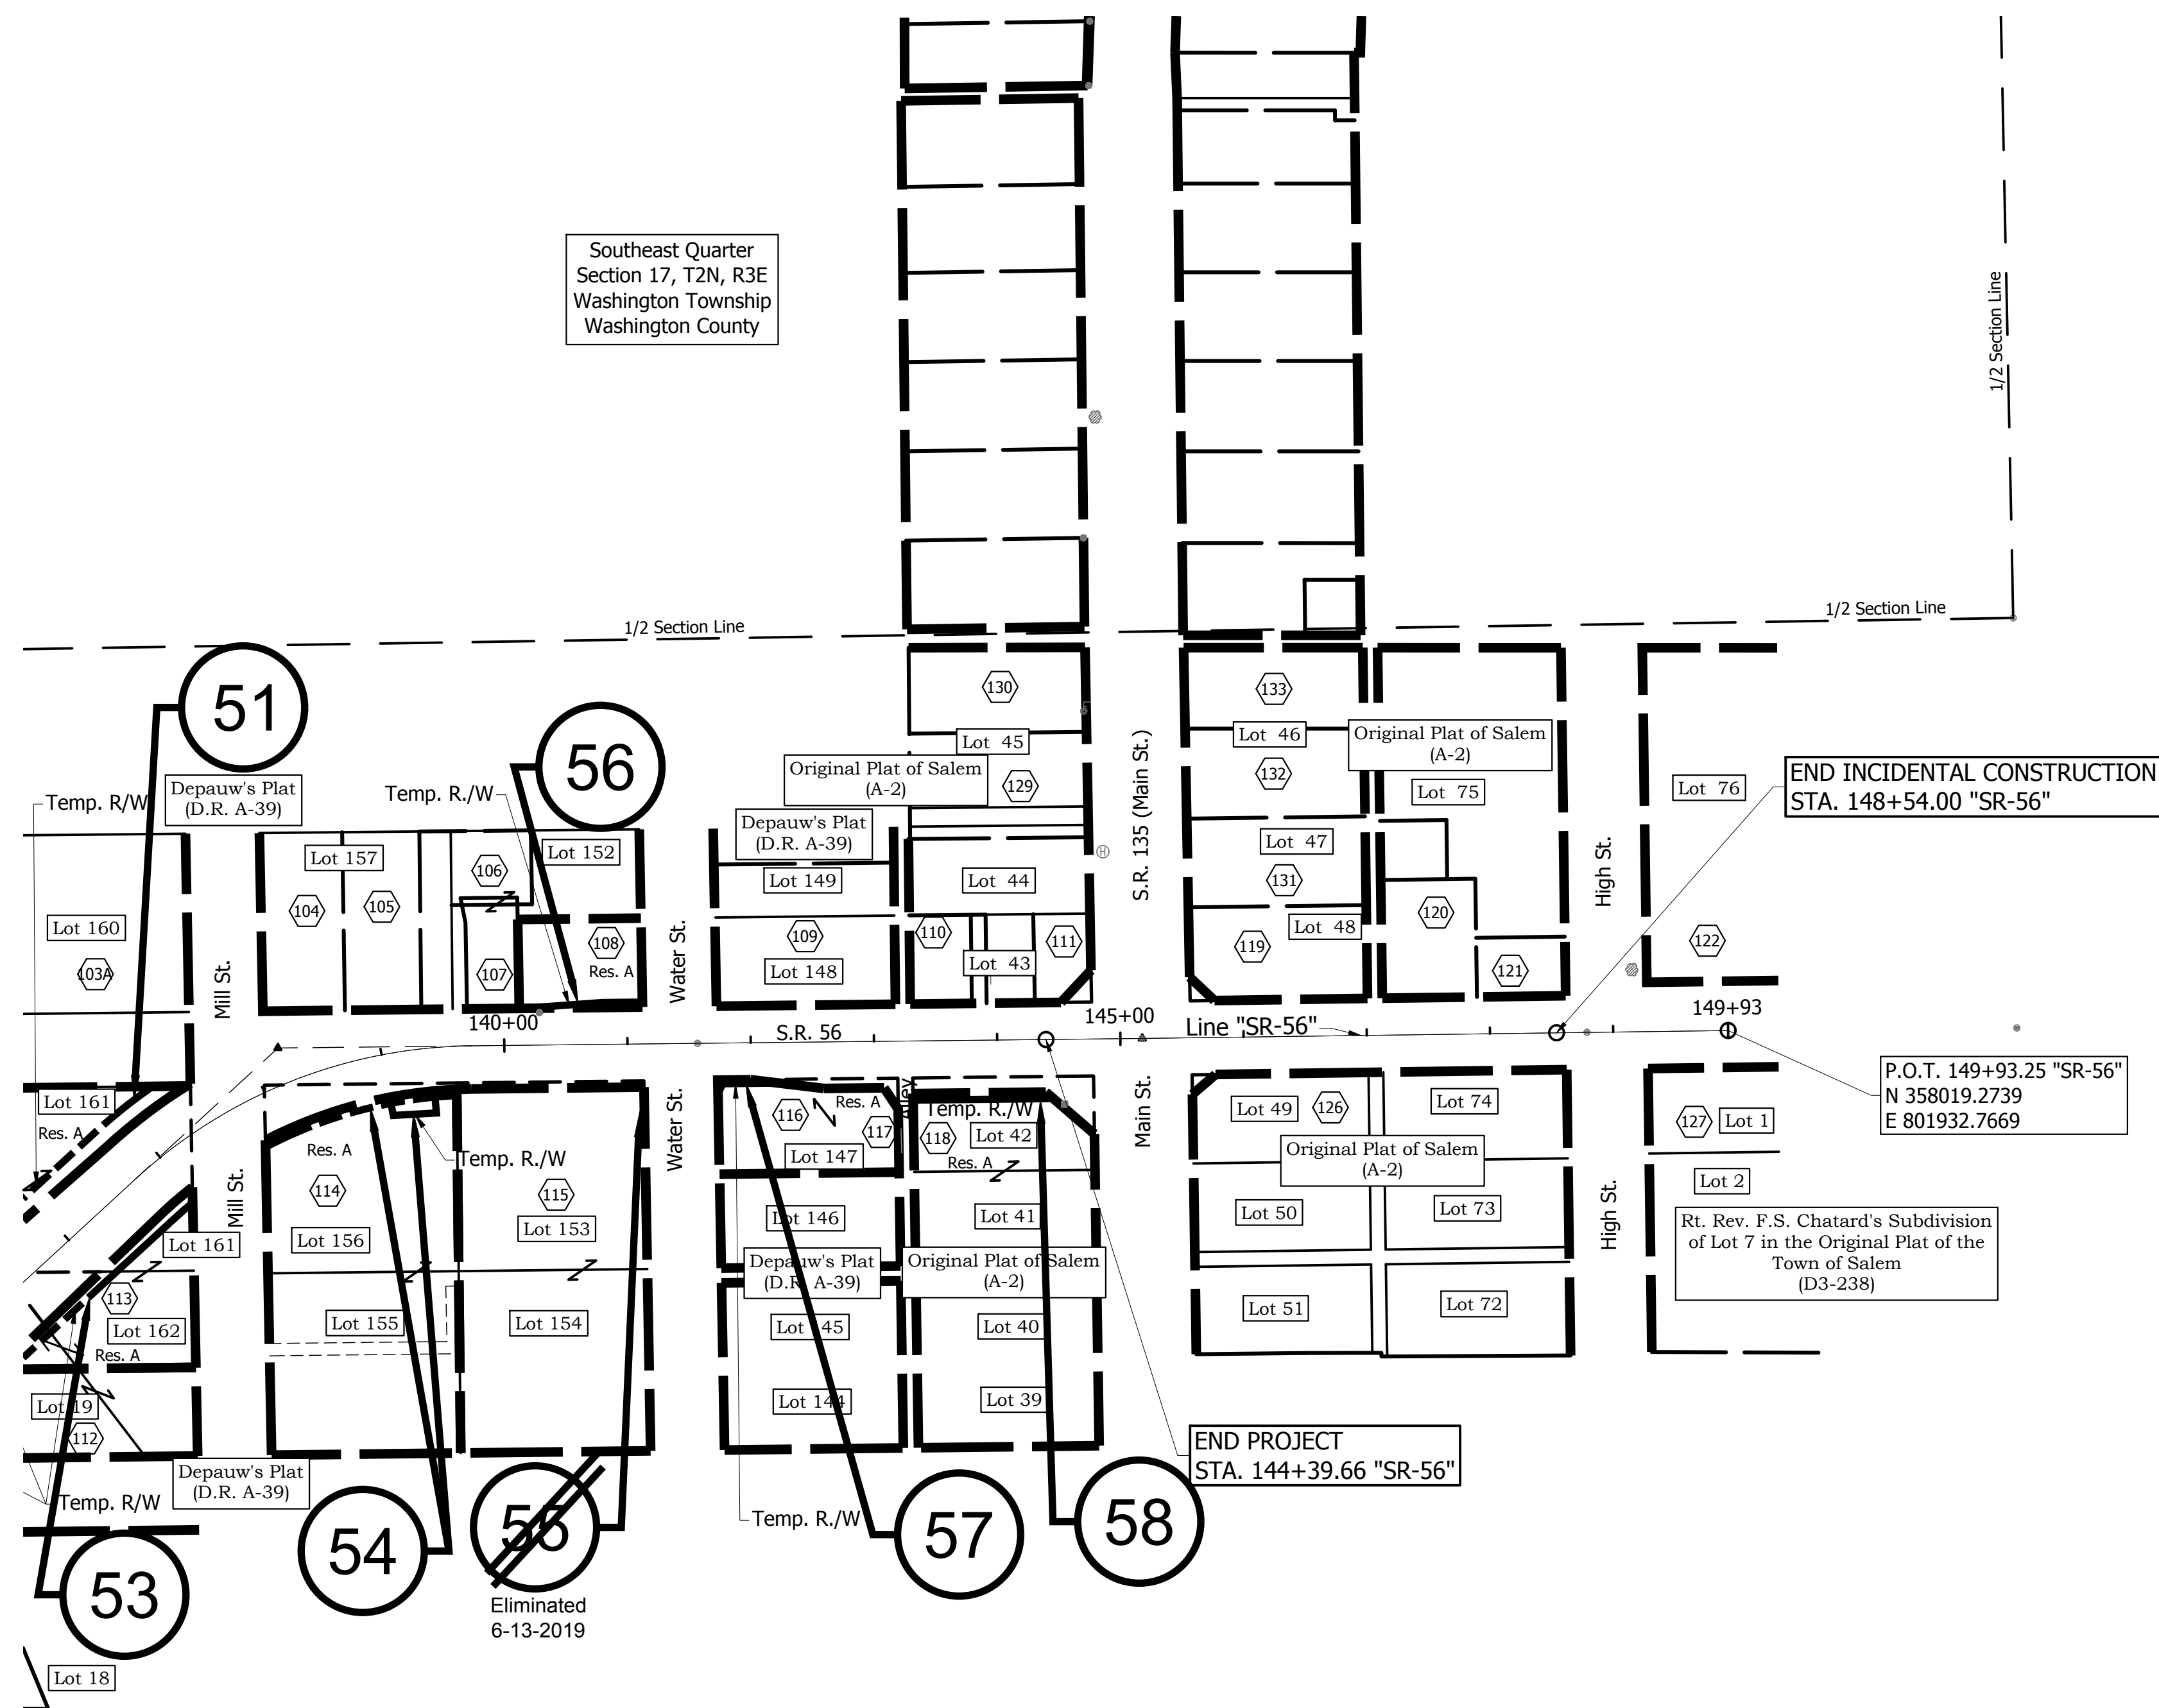 Southeast Quarter
Section 17, T2N, R3E
Washington Township
Washington County
1/2 Section Line
1/2 Section Line
1/2 Section Line
51
56
130
133
Lot 45
Lot 46
Original Plat of Salem
(A-2)
Original Plat of Salem
(A-2)
132
129
Temp. R/W
Depauw's Plat
(D.R. A-39)
Temp. R./W
Lot 75
Lot 76
END INCIDENTAL CONSTRUCTION
STA. 148+54.00 "SR-56"
S.R. 135 (Main St.)
Depauw's Plat
(D.R. A-39)
H
Lot 157
106
Lot 152
Lot 149
Lot 44
Lot 47
131
High St.
104
105
Lot 160
103A
Mill St.
107
108
Res. A
Water St.
109
Lot 148
110
Lot 43
111
119
Lot 48
120
121
122
140+00
S.R. 56
145+00
Line "SR-56"
149+93
P.O.T. 149+93.25 "SR-56"
N 358019.2739
E 801932.7669
Lot 161
Res. A
Res. A
114
Mill St.
Temp. R./W
115
Lot 153
Water St.
116
Res. A
117
Alley
Lot 147
Temp. R./W
118
Lot 42
Res. A
Main St.
Lot 49
126
Lot 74
127
Lot 1
Original Plat of Salem
(A-2)
Lot 2
High St.
Lot 161
Lot 156
Lot 146
Lot 41
Lot 50
Lot 73
Rt. Rev. F.S. Chatard's Subdivision
of Lot 7 in the Original Plat of the
Town of Salem
(D3-238)
Depauw's Plat
(D.R. A-39)
Original Plat of Salem
(A-2)
113
Lot 162
Res. A
Lot 155
Lot 154
Lot 145
Lot 40
Lot 51
Lot 72
Lot 19
112
Lot 144
Lot 39
END PROJECT
STA. 144+39.66 "SR-56"
Depauw's Plat
(D.R. A-39)
Temp. R/W
Temp. R./W
53
54
55
57
58
Eliminated
6-13-2019
Lot 18